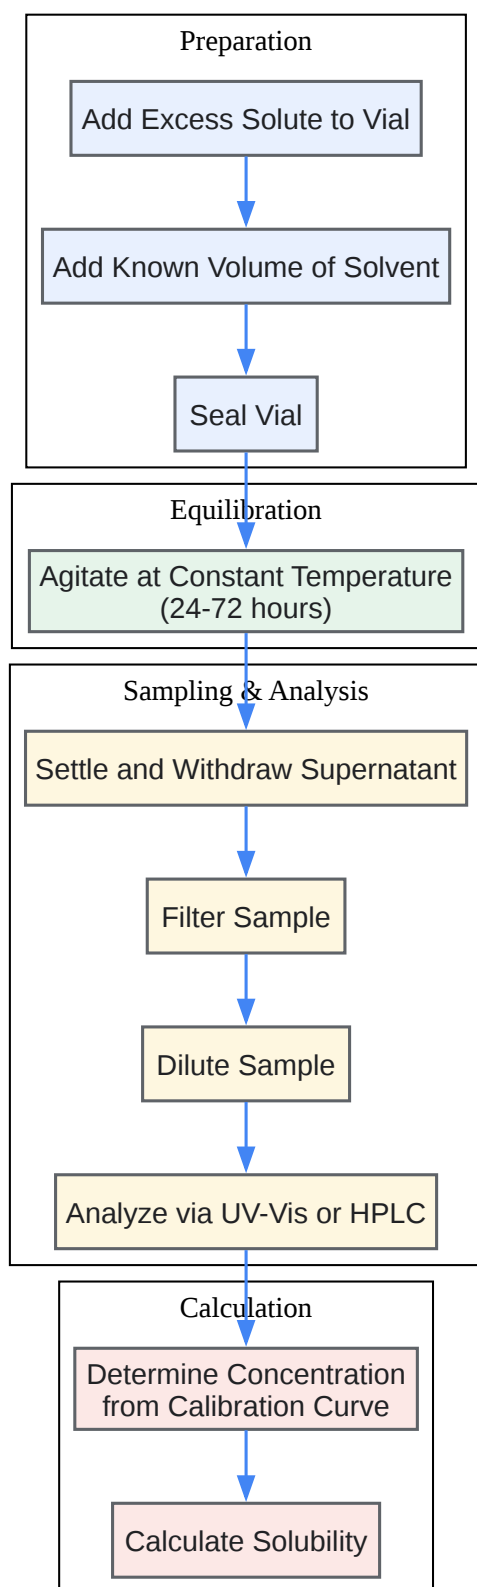 Preparation
Add Excess Solute to Vial
Add Known Volume of Solvent
Seal Vial
Equilibration
Agitate at Constant Temperature
(24-72 hours)
Sampling & Analysis
Settle and Withdraw Supernatant
Filter Sample
Dilute Sample
Analyze via UV-Vis or HPLC
Calculation
Determine Concentration
from Calibration Curve
Calculate Solubility